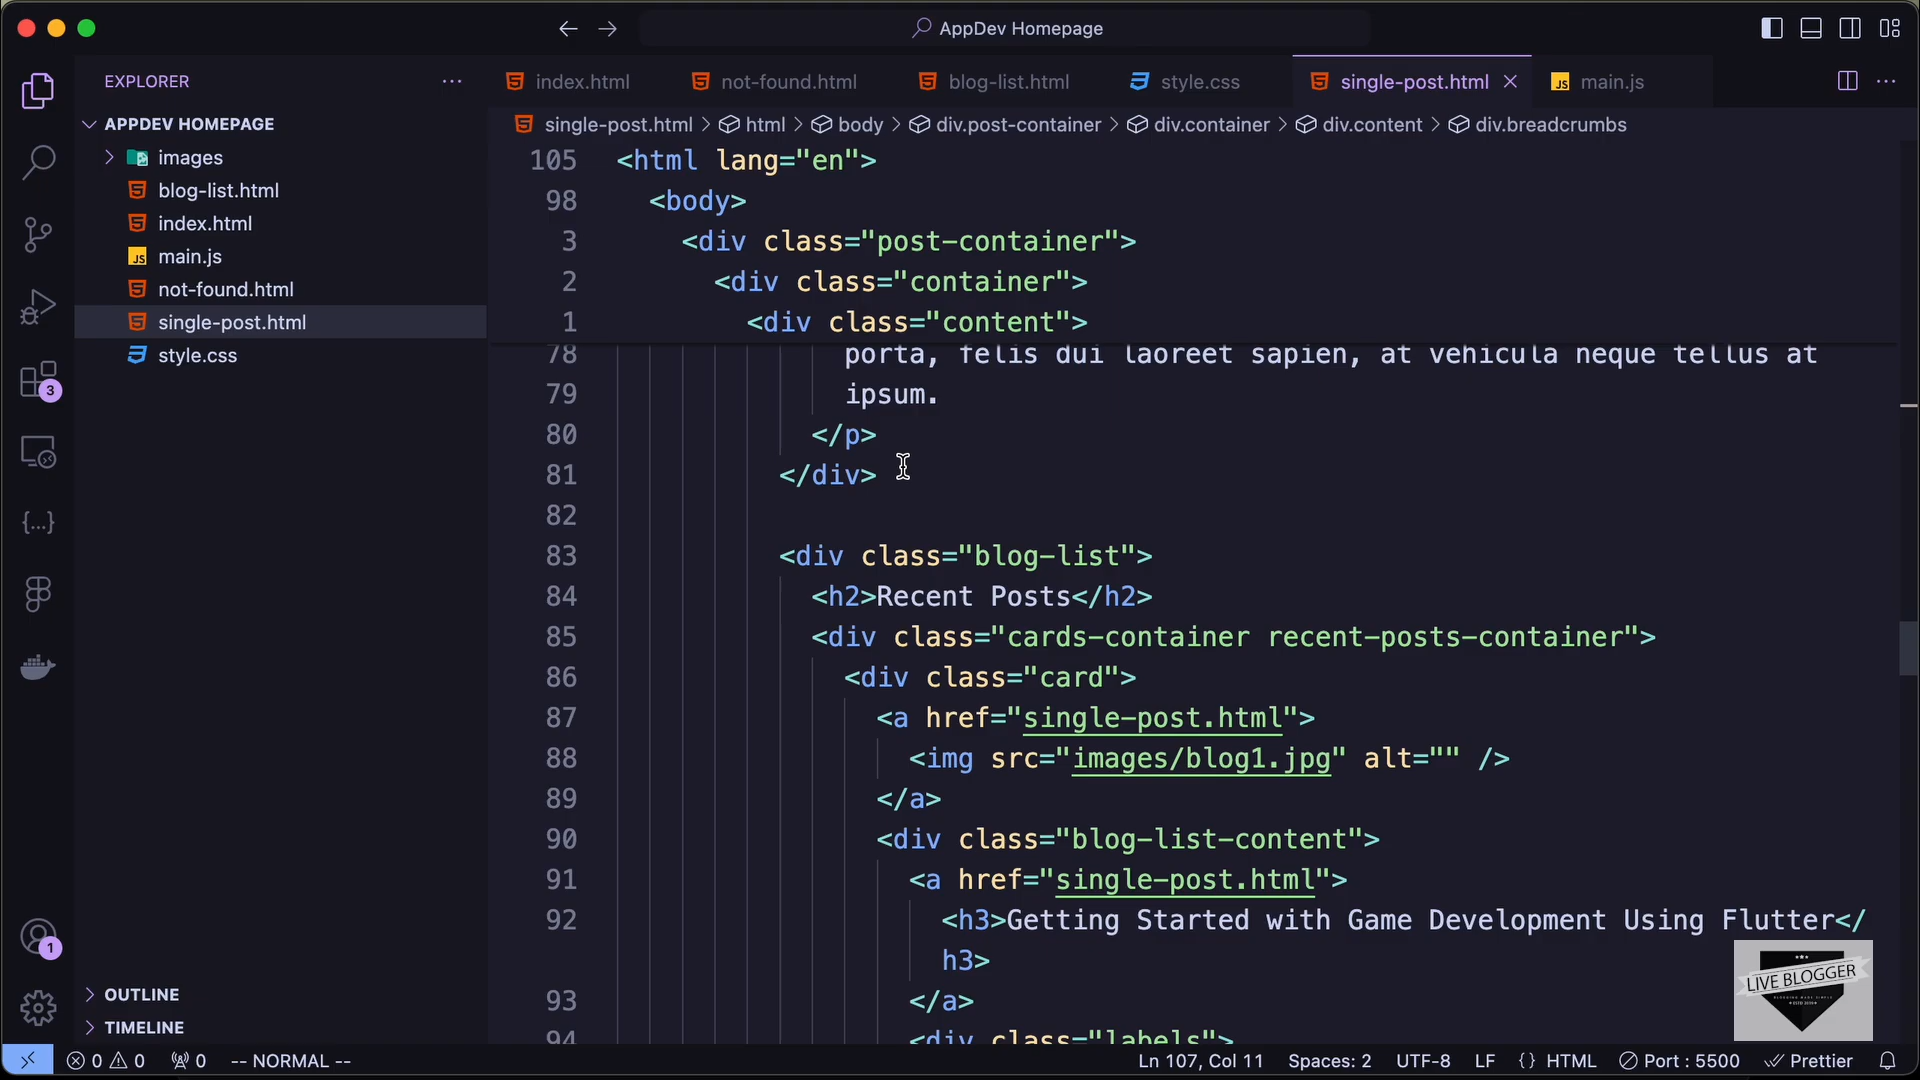 AppDev Homepage
EXPLORER
index.html
not-found.html
blog-list.html
style.css
single-post.html
main.js
APPDEV HOMEPAGE
images
blog-list.html
index.html
main.js
not-found.html
single-post.html
style.css
3
1
OUTLINE
TIMELINE
single-post.html > html > body > div.post-container > div.container > div.content > div.breadcrumbs
105 <html lang="en">
98 <body>
3 <div class="post-container">
2 <div class="container">
1 <div class="content">
78 porta, felis dui laoreet sapien, at vehicula neque tellus at
79 ipsum.
80 </p>
81 </div>
82
83 <div class="blog-list">
84 <h2>Recent Posts</h2>
85 <div class="cards-container recent-posts-container">
86 <div class="card">
87 <a href="single-post.html">
88 <img src="images/blog1.jpg" alt="" />
89 </a>
90 <div class="blog-list-content">
91 <a href="single-post.html">
92 <h3>Getting Started with Game Development Using Flutter</
h3>
93 </a>
94 <div class="labels">
LIVE BLOGGER
0 0 0 -- NORMAL -- Ln 107, Col 11 Spaces: 2 UTF-8 LF {} HTML Port : 5500 Prettier